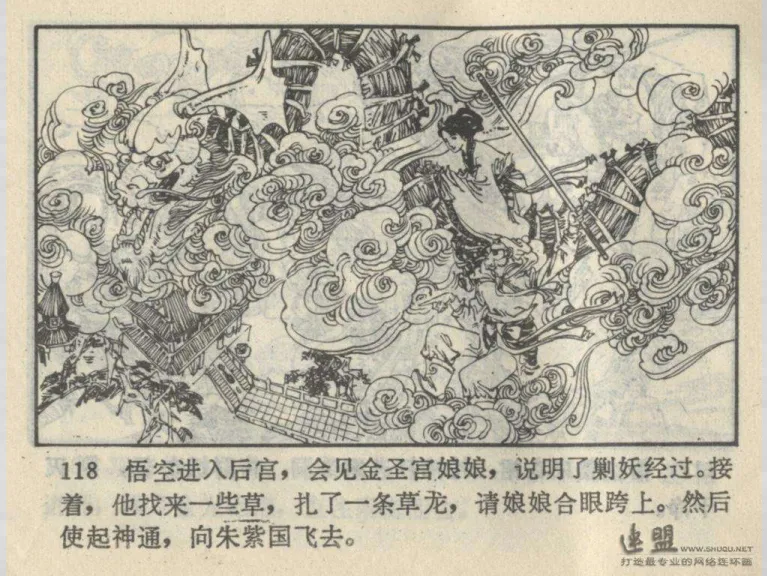 118 悟空进入后宫，会见金圣宫娘娘，说明了剿妖经过。接
着，他找来一些草，扎了一条草龙，请娘娘合眼跨上。然后
使起神通，向朱紫国飞去。
WWW.SHUQU.NET
打造最专业的网络连环画